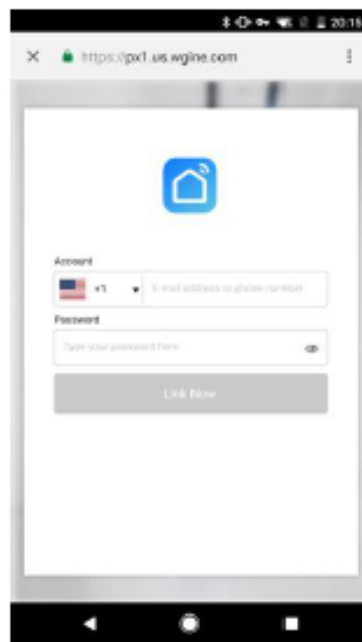 20:15
https://px1.us.wgine.com
Account
+1
E-mail address or phone number
Password
Type your password here
Link Now